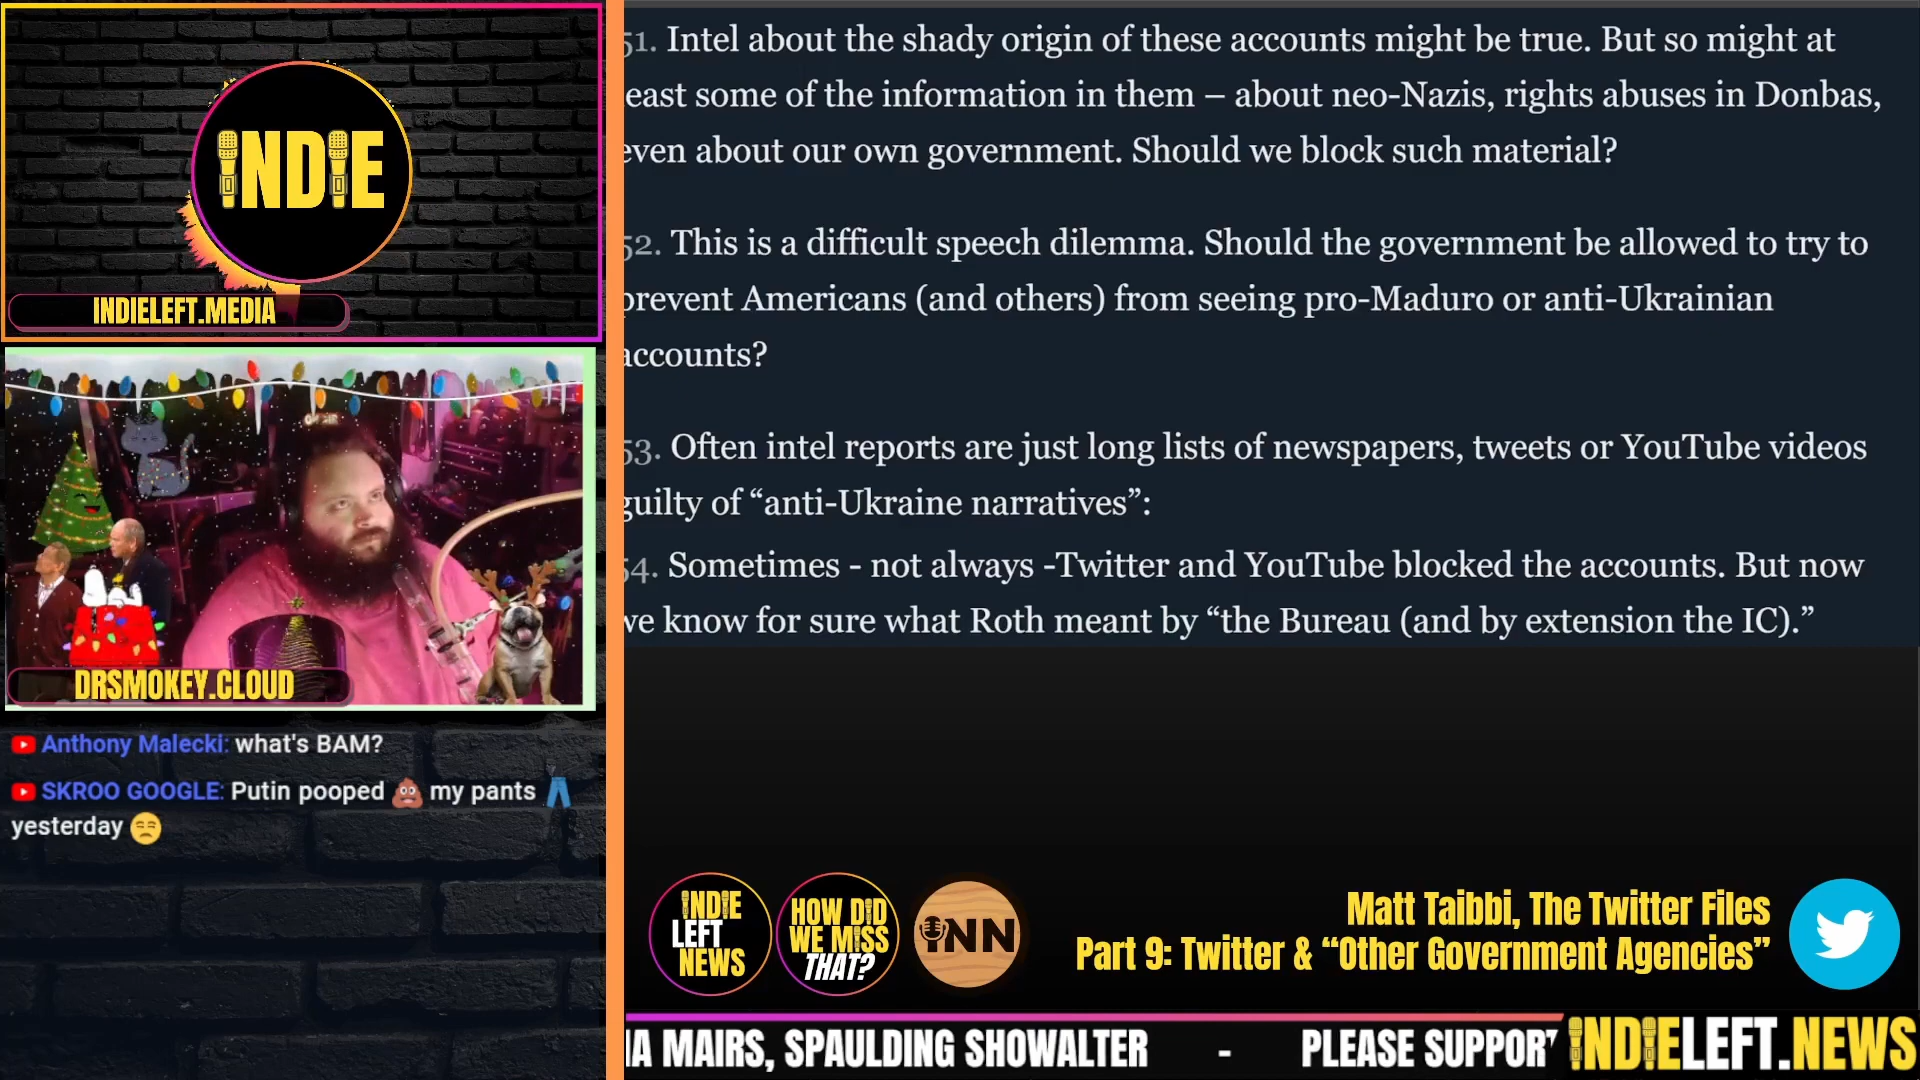 INDIE
INDIELEFT.MEDIA
DRSMOKEY.CLOUD
Anthony Malecki: what's BAM?
SKROO GOOGLE: Putin pooped 💩 my pants 👖
yesterday 😒
51. Intel about the shady origin of these accounts might be true. But so might at
east some of the information in them – about neo-Nazis, rights abuses in Donbas,
even about our own government. Should we block such material?
52. This is a difficult speech dilemma. Should the government be allowed to try to
prevent Americans (and others) from seeing pro-Maduro or anti-Ukrainian
accounts?
53. Often intel reports are just long lists of newspapers, tweets or YouTube videos
guilty of “anti-Ukraine narratives”:
54. Sometimes - not always -Twitter and YouTube blocked the accounts. But now
we know for sure what Roth meant by “the Bureau (and by extension the IC).”
INDIE
LEFT
NEWS
HOW DID
WE MISS
THAT?
INN
Matt Taibbi, The Twitter Files
Part 9: Twitter & “Other Government Agencies”
IA MAIRS, SPAULDING SHOWALTER - PLEASE SUPPORT
INDIELEFT.NEWS